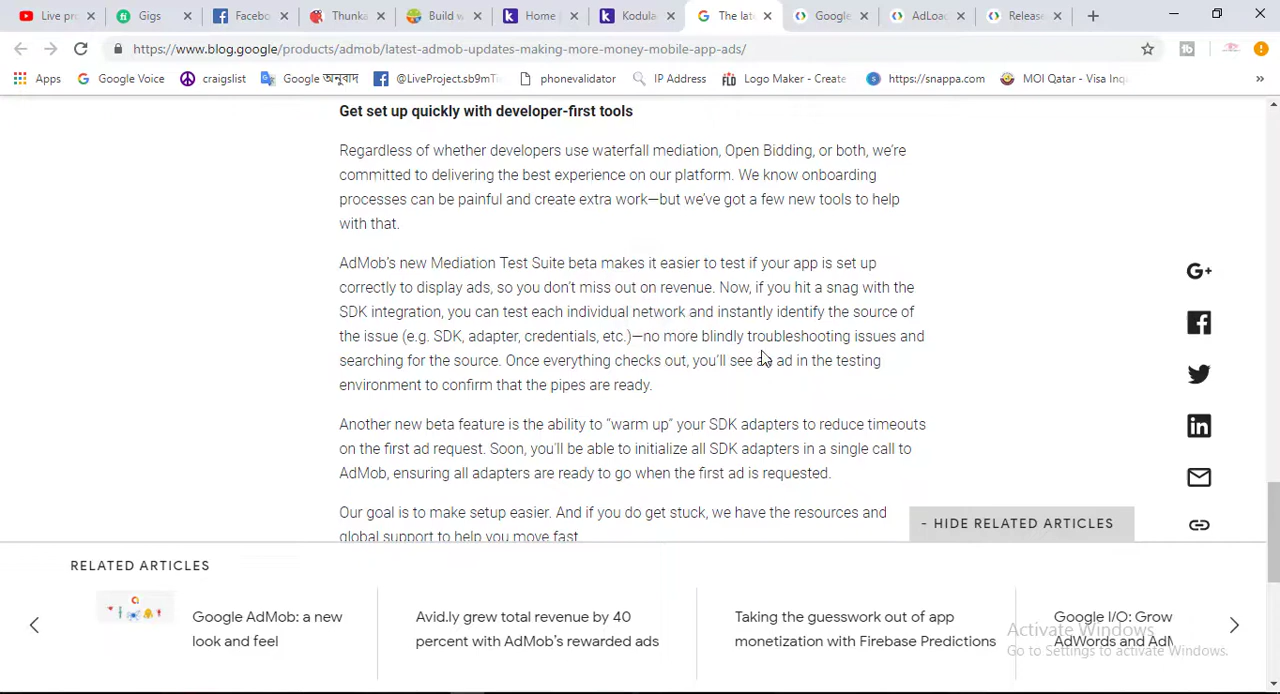 Live pro
Gigs
Facebo
Thunka
Build w
Home
Kodula
The lat
Google
AdLoad
Release
https://www.blog.google/products/admob/latest-admob-updates-making-more-money-mobile-app-ads/
Apps
Google Voice
craigslist
Google অনুবাদ
@LiveProject.sb9m
phonevalidator
IP Address
Logo Maker - Create
https://snappa.com
MOI Qatar - Visa Inq
Get set up quickly with developer-first tools
Regardless of whether developers use waterfall mediation, Open Bidding, or both, we're
committed to delivering the best experience on our platform. We know onboarding
processes can be painful and create extra work—but we've got a few new tools to help
with that.
AdMob's new Mediation Test Suite beta makes it easier to test if your app is set up
correctly to display ads, so you don't miss out on revenue. Now, if you hit a snag with the
SDK integration, you can test each individual network and instantly identify the source of
the issue (e.g. SDK, adapter, credentials, etc.)—no more blindly troubleshooting issues and
searching for the source. Once everything checks out, you'll see an ad in the testing
environment to confirm that the pipes are ready.
Another new beta feature is the ability to “warm up” your SDK adapters to reduce timeouts
on the first ad request. Soon, you'll be able to initialize all SDK adapters in a single call to
AdMob, ensuring all adapters are ready to go when the first ad is requested.
Our goal is to make setup easier. And if you do get stuck, we have the resources and
global support to help you move fast
- HIDE RELATED ARTICLES
RELATED ARTICLES
Google AdMob: a new
look and feel
Avid.ly grew total revenue by 40
percent with AdMob's rewarded ads
Taking the guesswork out of app
monetization with Firebase Predictions
Google I/O: Grow
AdWords and AdM
Activate Windows
Go to Settings to activate Windows.